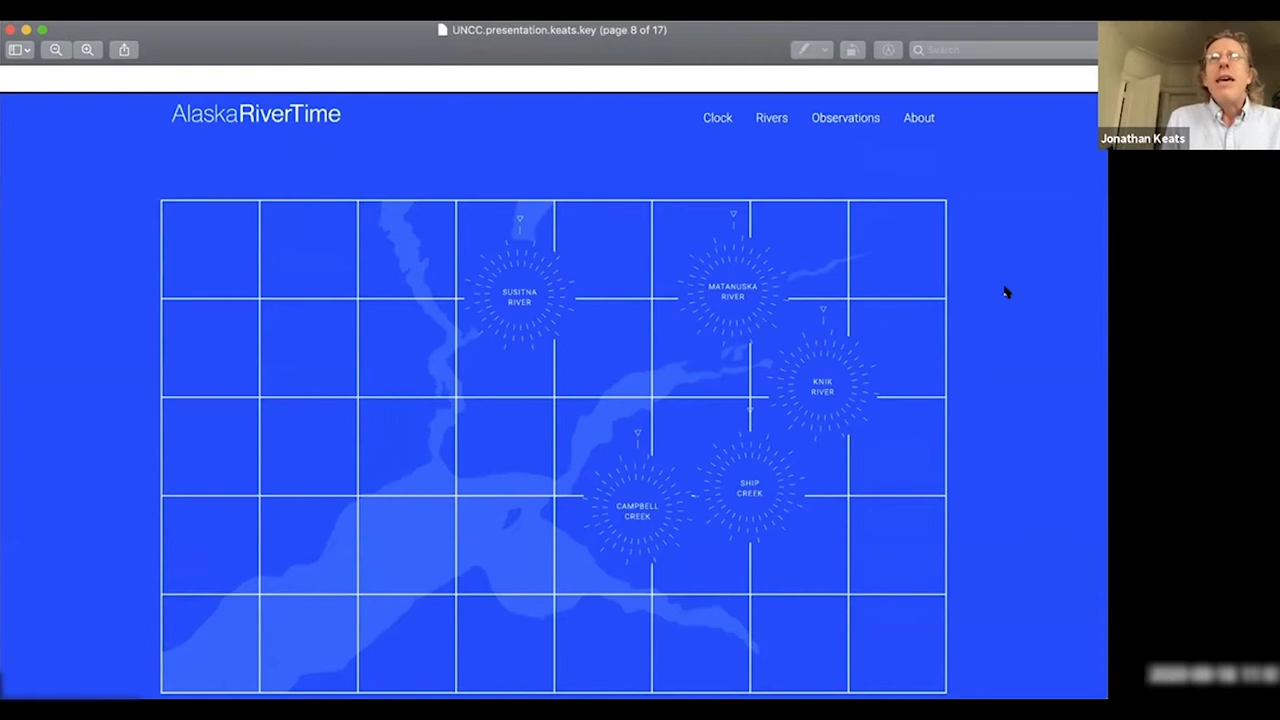 UNCC.presentation.keats.key (page 8 of 17)
Search
Jonathan Keats
AlaskaRiverTime
Clock Rivers Observations About
SUSITNA
RIVER
MATANUSKA
RIVER
KNIK
RIVER
SHIP
CREEK
CAMPBELL
CREEK